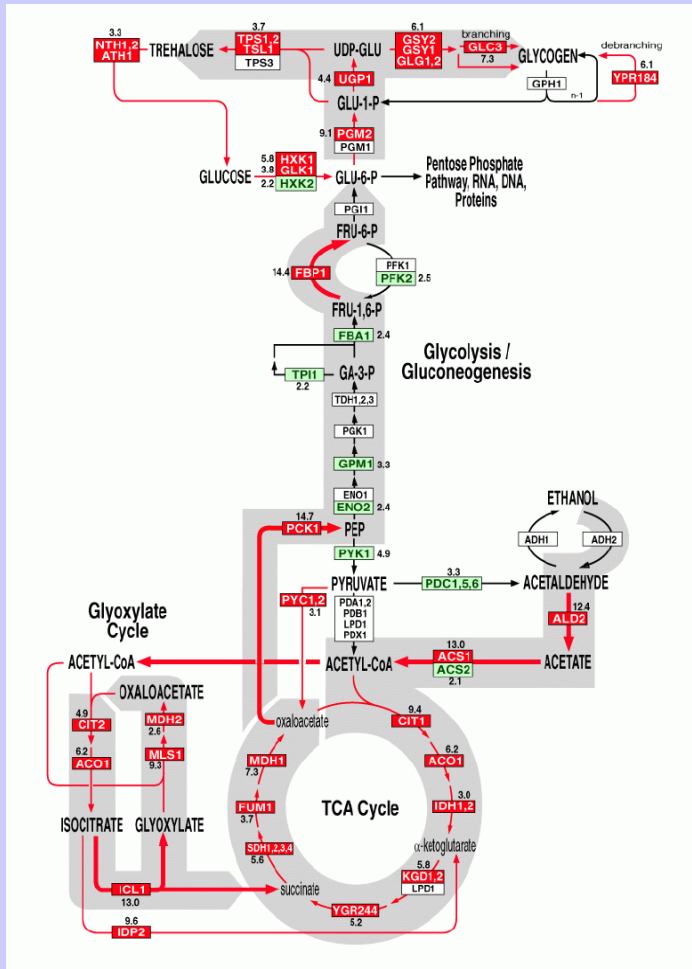 3.3
NTH1,2
ATH1
TREHALOSE
3.7
TPS1,2
TSL1
TPS3
UDP-GLU
6.1
GSY2
GSY1
GLG1,2
branching
GLC3
7.3
GLYCOGEN
debranching
6.1
YPR184
GPH1
n-1
4.4
UGP1
GLU-1-P
9.1
PGM2
PGM1
GLUCOSE
5.8
HXK1
3.8
GLK1
2.2
HXK2
GLU-6-P
Pentose Phosphate
Pathway, RNA, DNA,
Proteins
PGI1
FRU-6-P
14.4
FBP1
PFK1
PFK2
2.5
FRU-1,6-P
FBA1
2.4
Glycolysis /
Gluconeogenesis
TPI1
2.2
GA-3-P
TDH1,2,3
PGK1
GPM1
3.3
ENO1
ENO2
2.4
14.7
PCK1
PEP
PYK1
4.9
ETHANOL
ADH1
ADH2
PYRUVATE
3.3
PDC1,5,6
ACETALDEHYDE
PYC1,2
3.1
PDA1,2
PDB1
LPD1
PDX1
12.4
ALD2
Glyoxylate
Cycle
ACETYL-CoA
ACETYL-CoA
13.0
ACS1
ACS2
2.1
ACETATE
OXALOACETATE
4.9
CIT2
MDH2
2.6
6.2
ACO1
MLS1
9.3
ISOCITRATE
GLYOXYLATE
ICL1
13.0
9.6
IDP2
oxaloacetate
9.4
CIT1
6.2
ACO1
3.0
IDH1,2
α-ketoglutarate
5.8
KGD1,2
LPD1
YGR244
5.2
succinate
SDH1,2,3,4
5.6
FUM1
3.7
MDH1
7.3
TCA Cycle